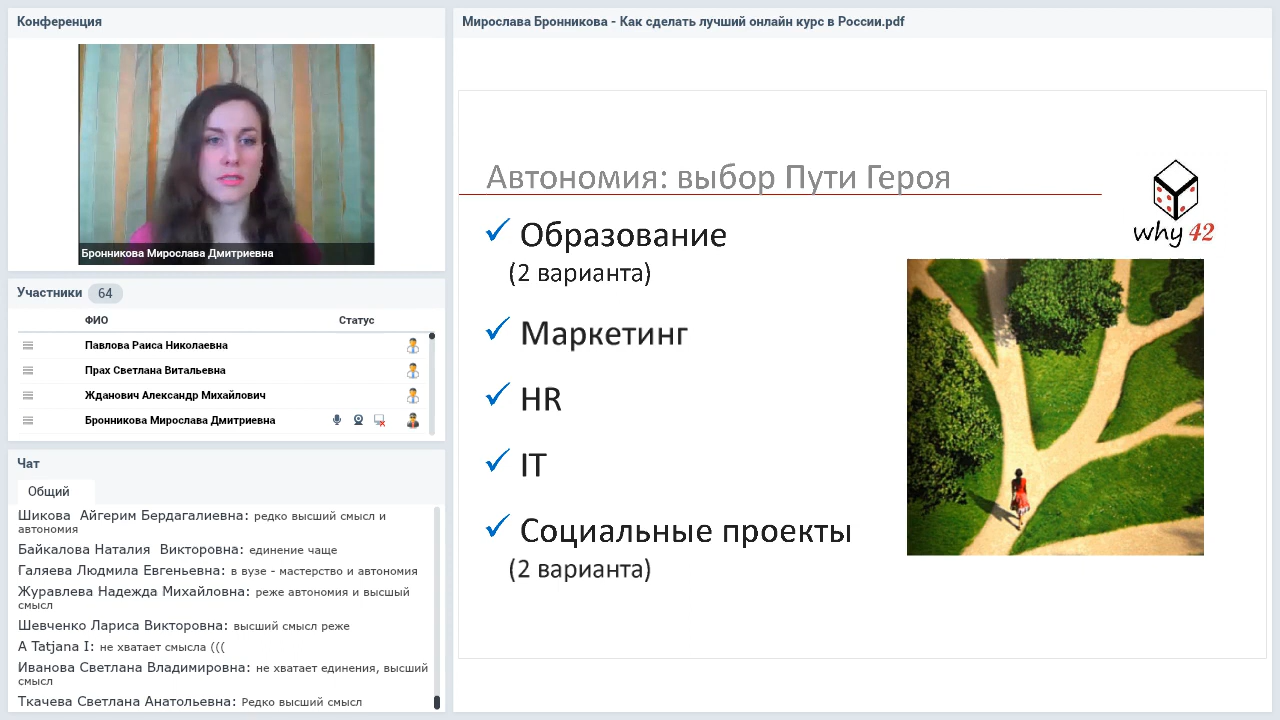 Конференция
Бронникова Мирослава Дмитриевна
Участники 64
ФИО Статус
Павлова Раиса Николаевна
Прах Светлана Витальевна
Жданович Александр Михайлович
Бронникова Мирослава Дмитриевна
Чат
Общий
Шикова Айгерим Бердагалиевна: редко высший смысл и
автономия
Байкалова Наталия Викторовна: единение чаще
Галяева Людмила Евгеньевна: в вузе - мастерство и автономия
Журавлева Надежда Михайловна: реже автономия и высшый
смысл
Шевченко Лариса Викторовна: высший смысл реже
A Tatjana I: не хватает смысла (((
Иванова Светлана Владимировна: не хватает единения, высший
смысл
Ткачева Светлана Анатольевна: Редко высший смысл
Мирослава Бронникова - Как сделать лучший онлайн курс в России.pdf
Автономия: выбор Пути Героя
why 42
Образование
(2 варианта)
Маркетинг
HR
IT
Социальные проекты
(2 варианта)